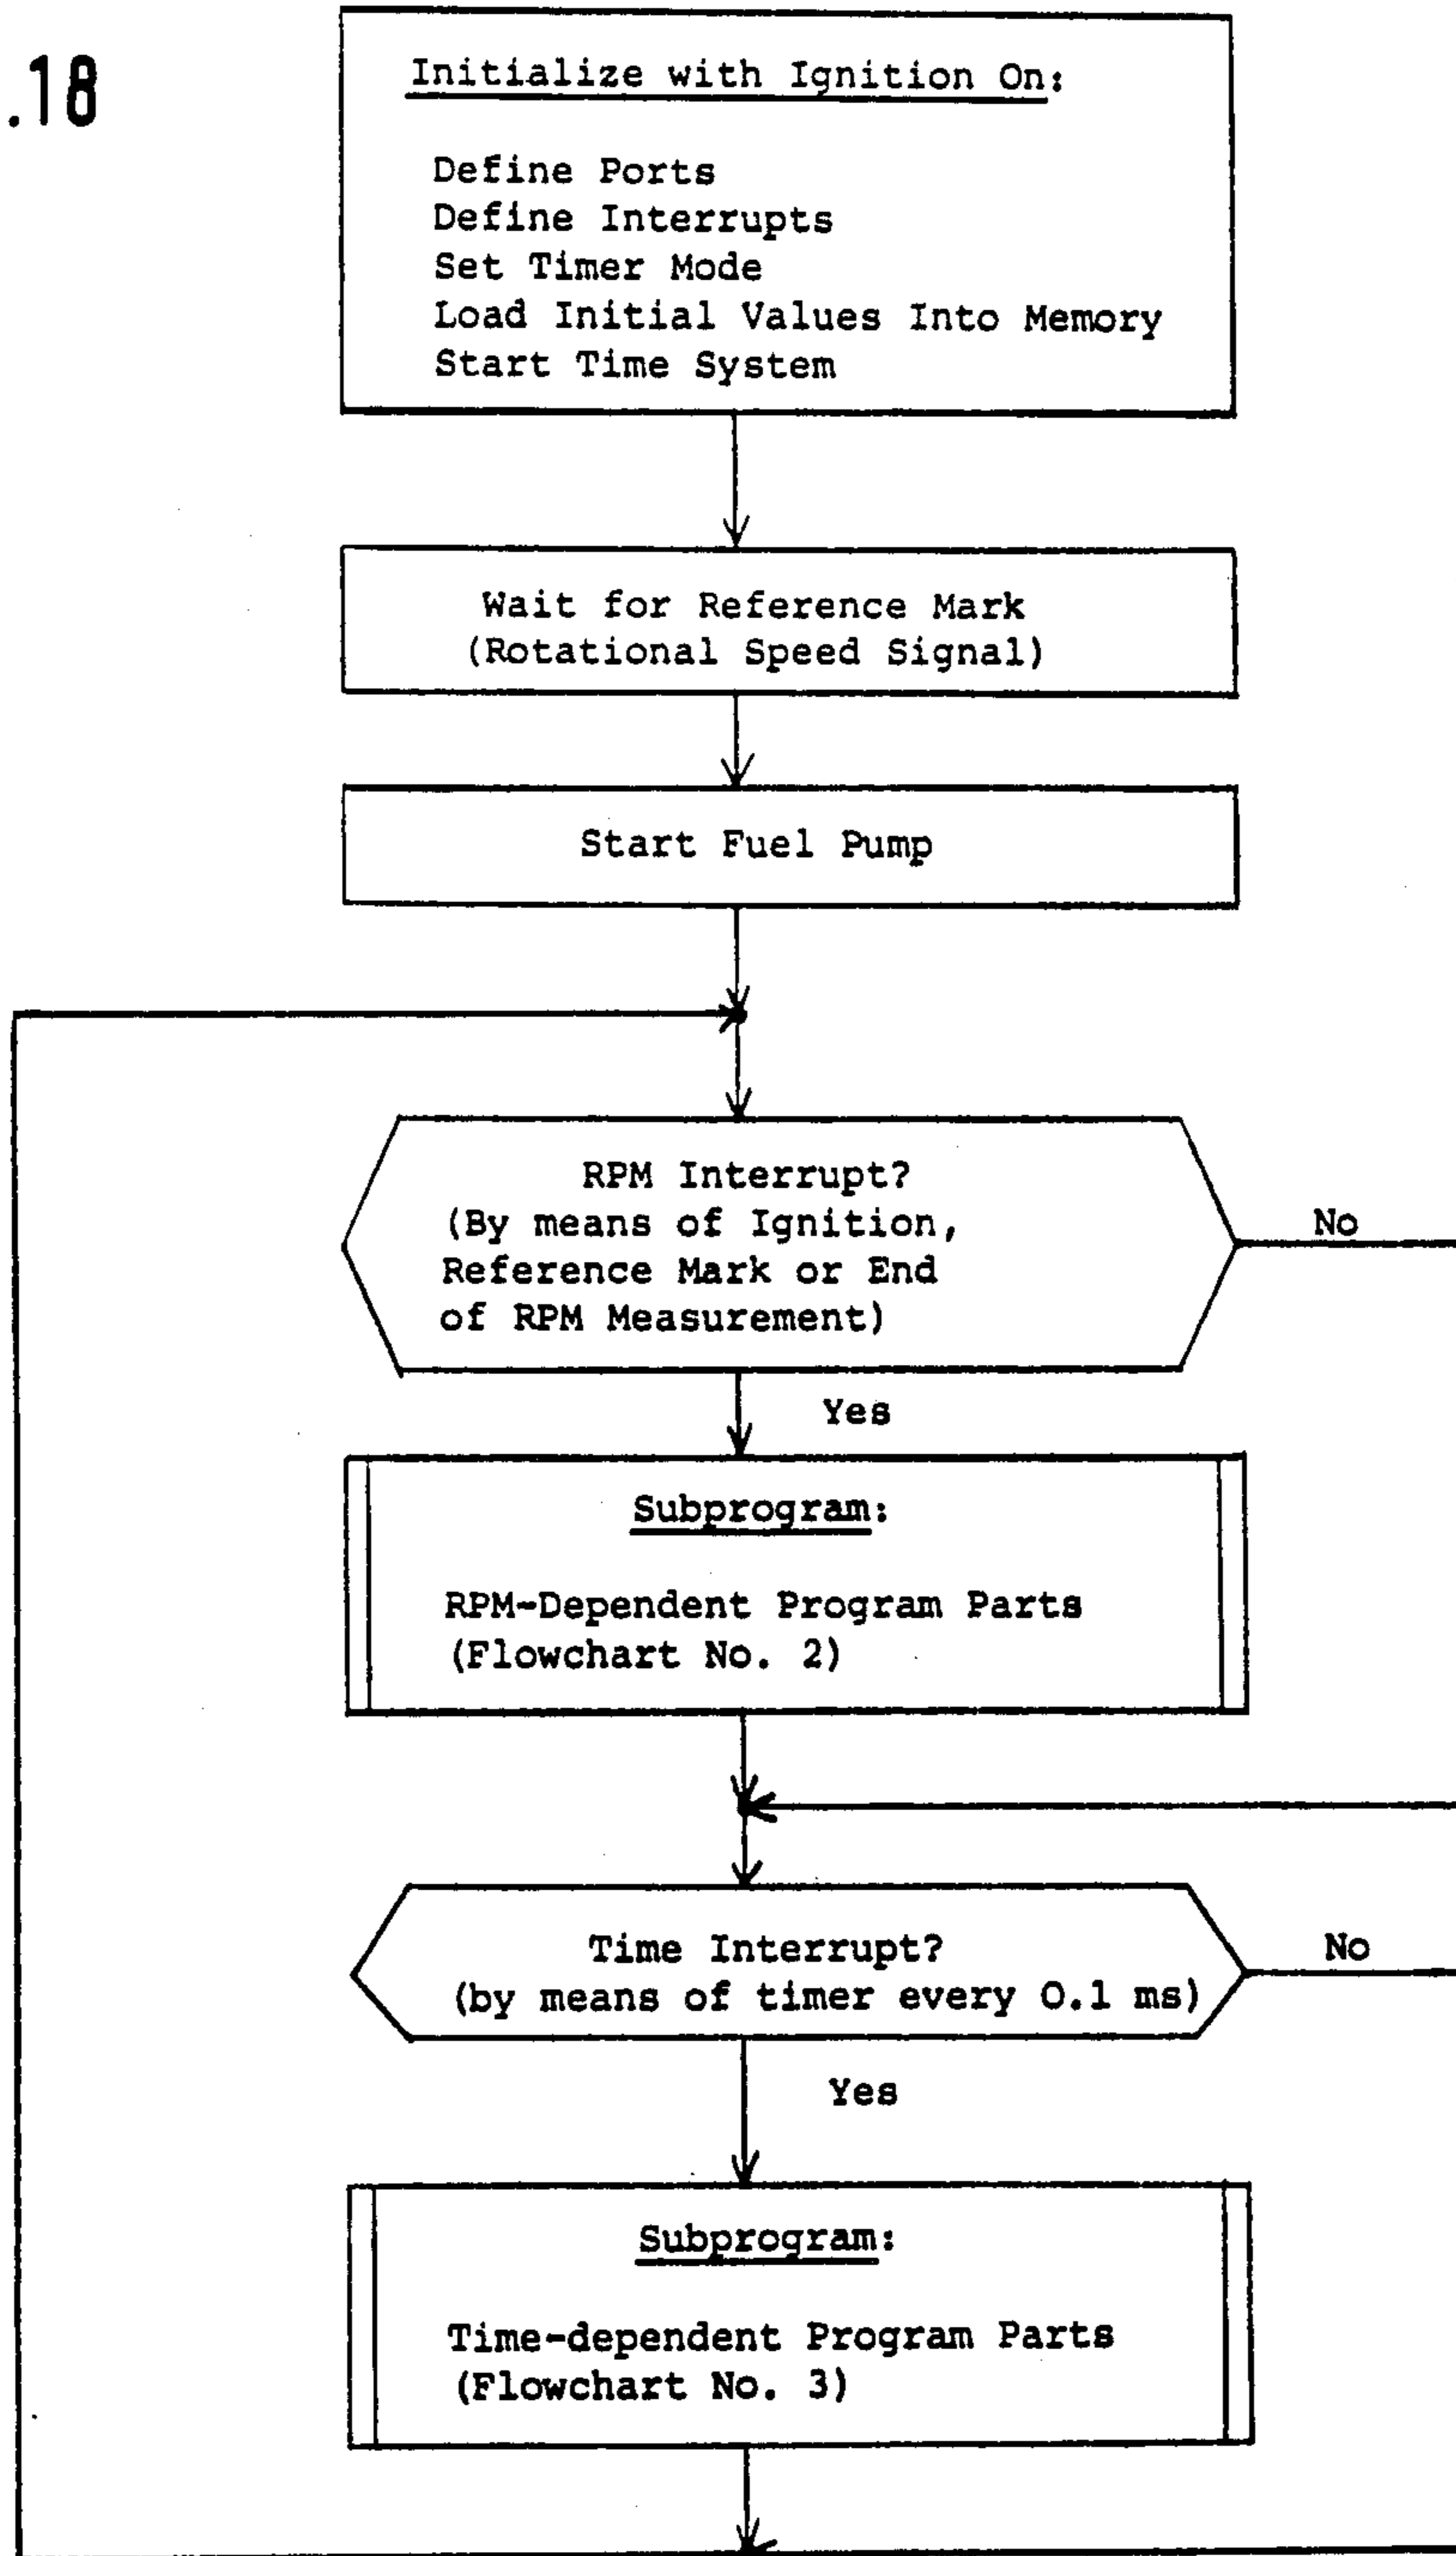 .18
Initialize with Ignition On:
Define Ports
Define Interrupts
Set Timer Mode
Load Initial Values Into Memory
Start Time System
Wait for Reference Mark
(Rotational Speed Signal)
Start Fuel Pump
RPM Interrupt?
(By means of Ignition,
Reference Mark or End
of RPM Measurement)
No
Yes
Subprogram:
RPM-Dependent Program Parts
(Flowchart No. 2)
Time Interrupt?
(by means of timer every 0.1 ms)
No
Yes
Subprogram:
Time-dependent Program Parts
(Flowchart No. 3)